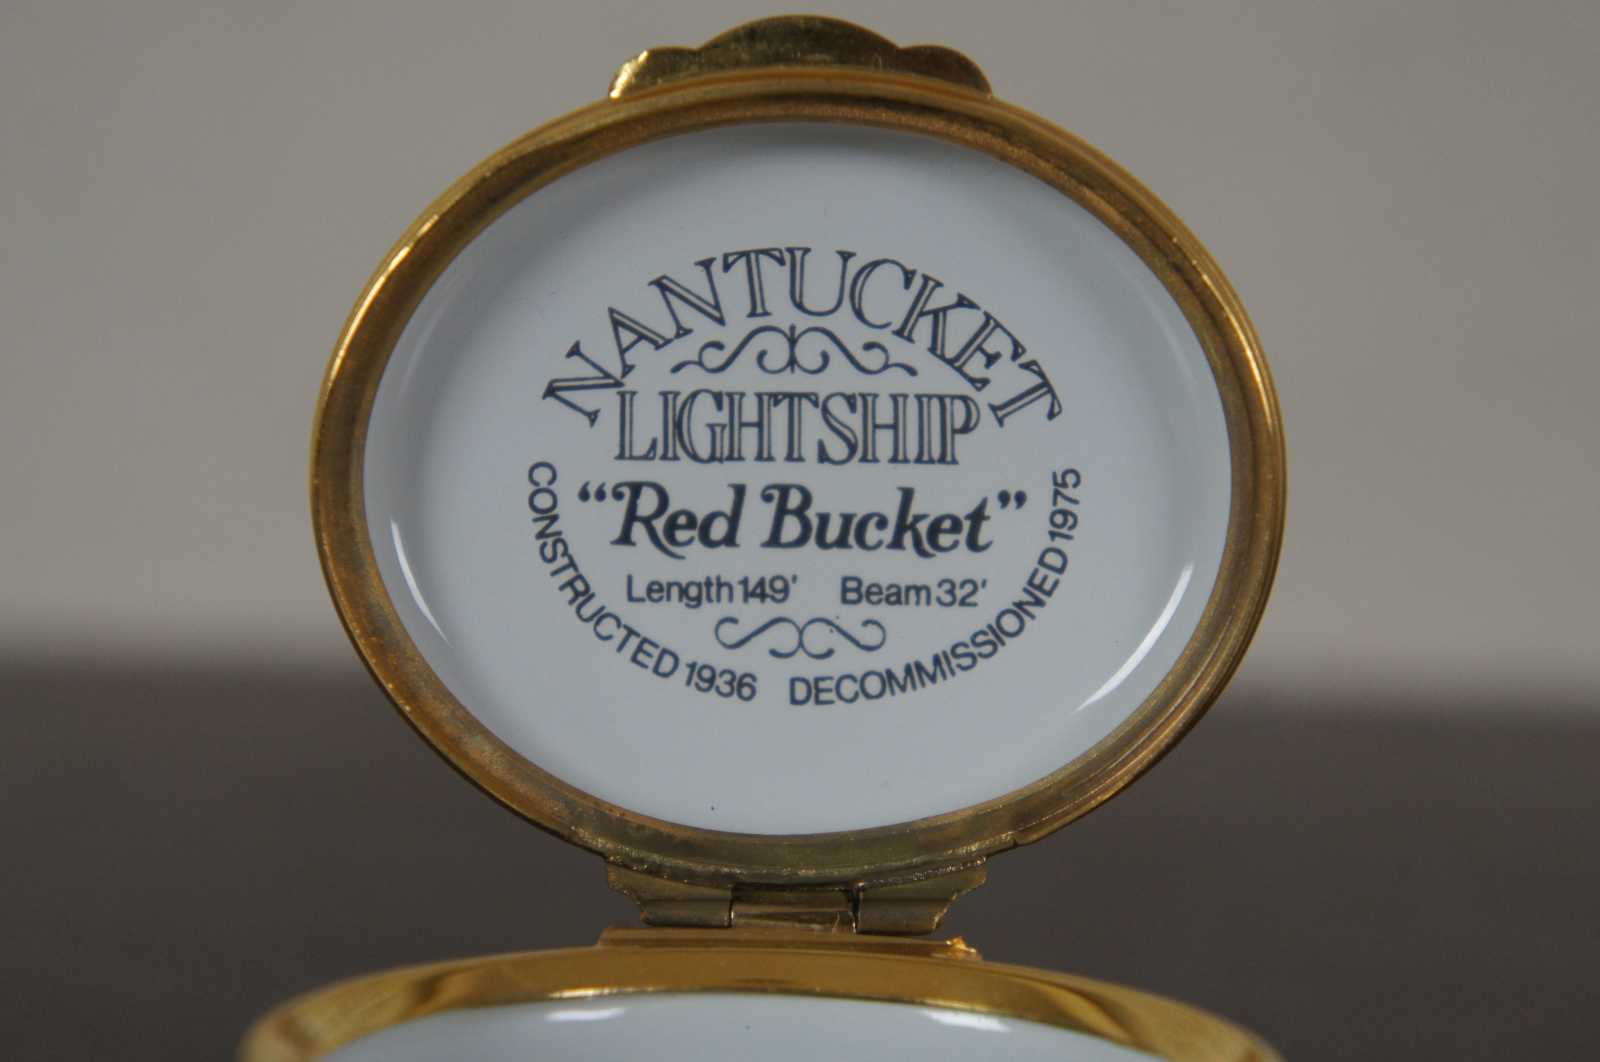 NANTUCKET
LIGHTSHIP
“Red Bucket”
Length 149' Beam 32'
CONSTRUCTED 1936 DECOMMISSIONED 1975